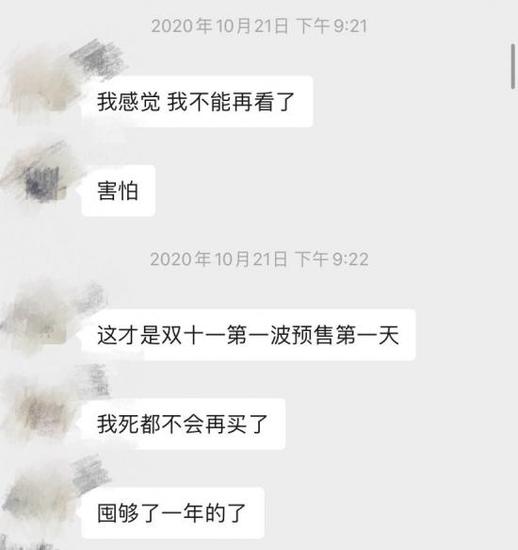 2020年10月21日 下午9:21
我感觉 我不能再看了
害怕
2020年10月21日 下午9:22
这才是双十一第一波预售第一天
我死都不会再买了
囤够了一年的了